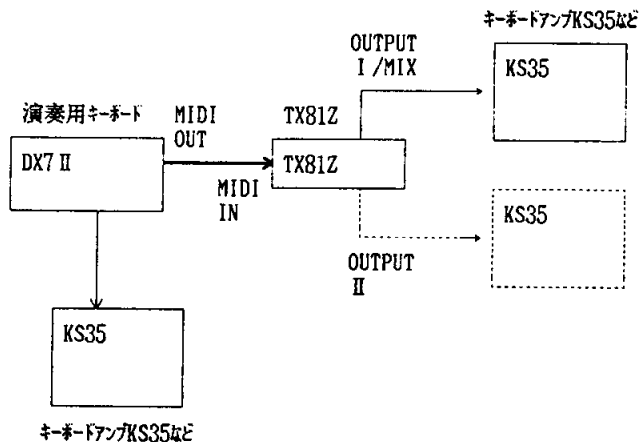 キーボードアンプKS35など
KS35
OUTPUT
I /MIX
演奏用キーボード
MIDI
OUT
TX81Z
DX7 II
TX81Z
MIDI
IN
KS35
OUTPUT
II
KS35
キーボードアンプKS35など